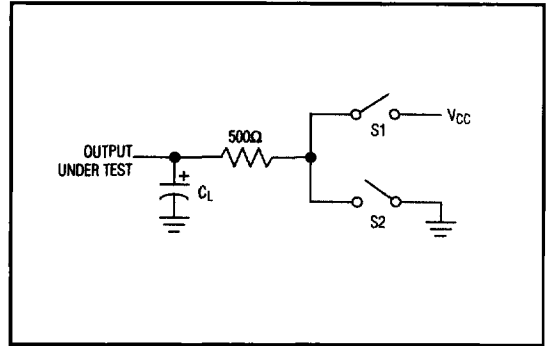 500Ω
S1
VCC
OUTPUT
UNDER TEST
+
CL
S2